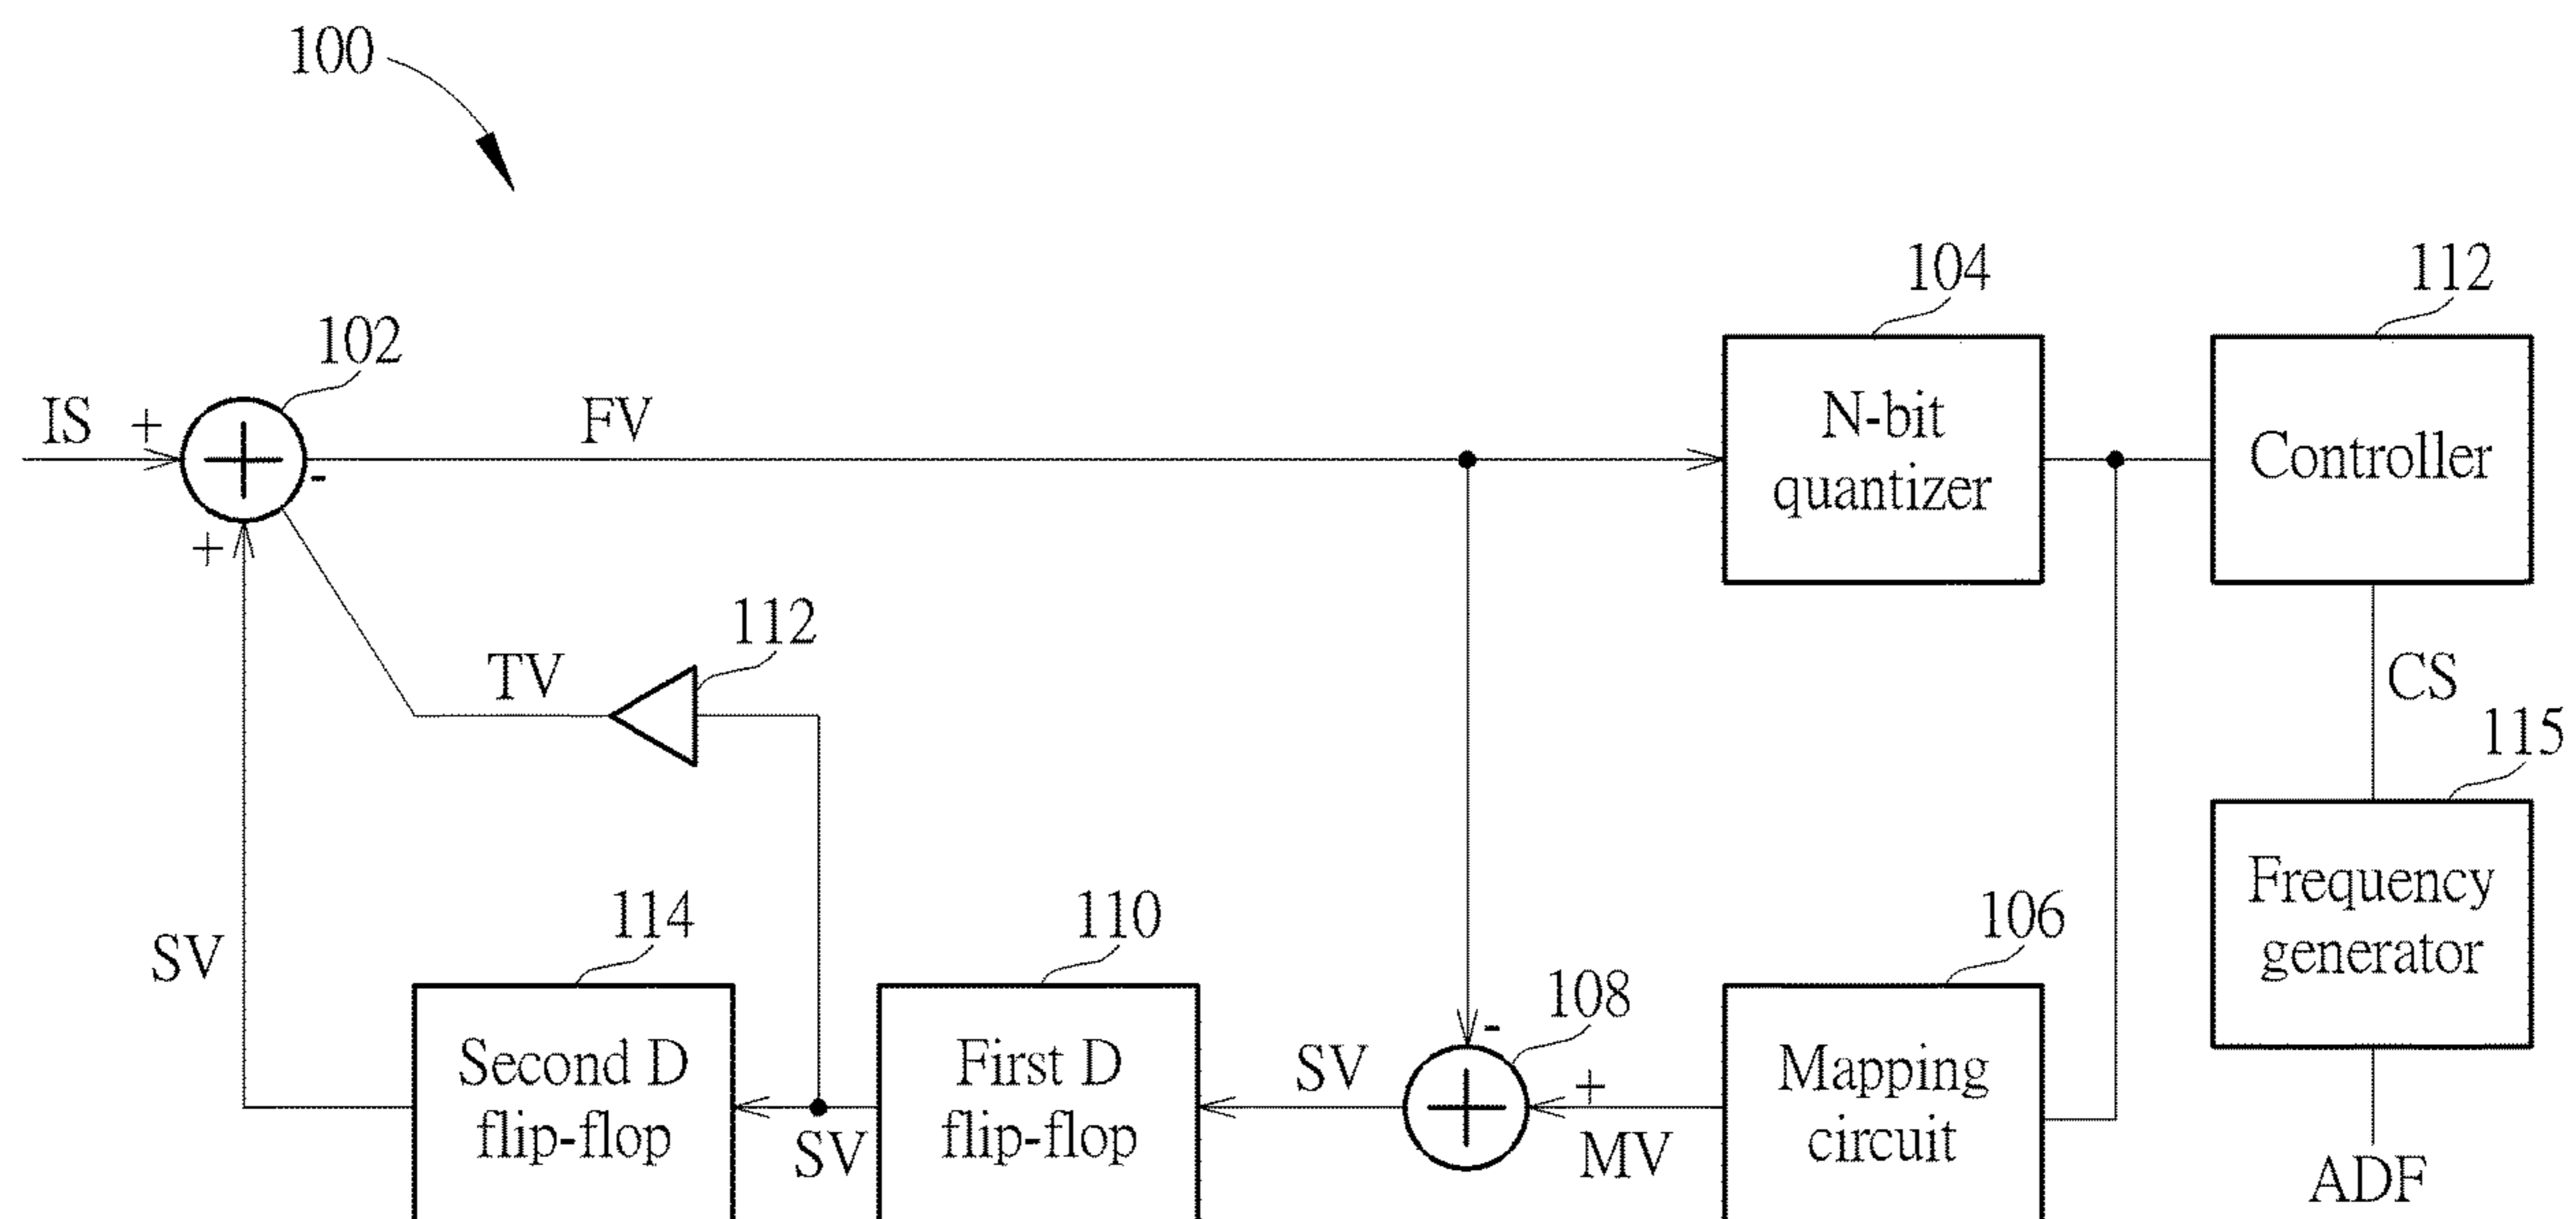 100
102
104
112
IS
+
FV
-
+
N-bit
quantizer
Controller
112
TV
CS
115
SV
114
110
108
106
Frequency
generator
Second D
flip-flop
SV
First D
flip-flop
SV
-
+
MV
Mapping
circuit
ADF